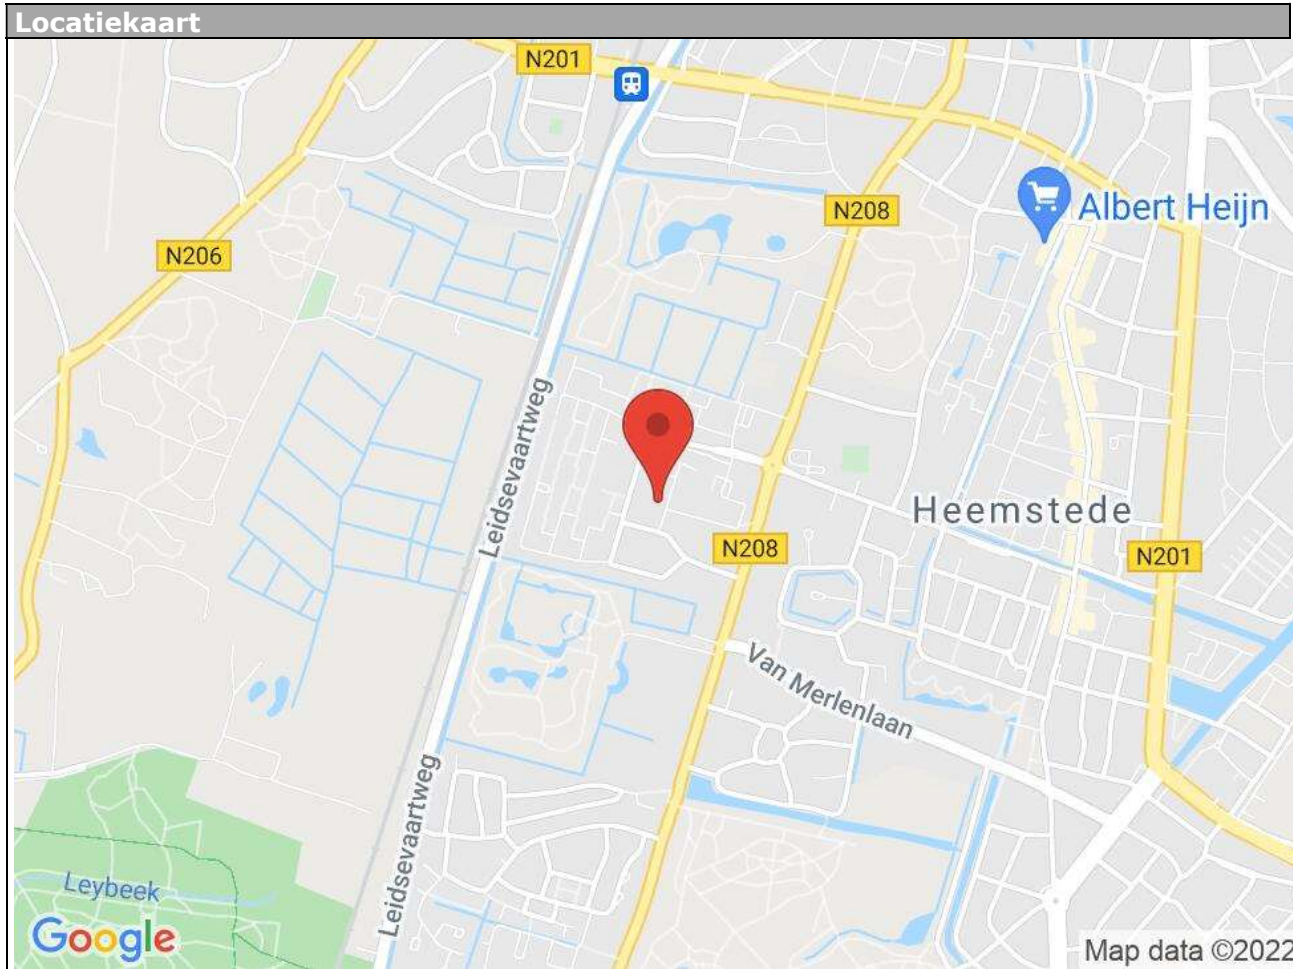 Locatiekaart
N201
N208
Albert Heijn
N206
Leidsevaartweg
Heemstede
N208
N201
Van Merlenlaan
Leidsevaartweg
Leybeek
Google
Map data ©2022